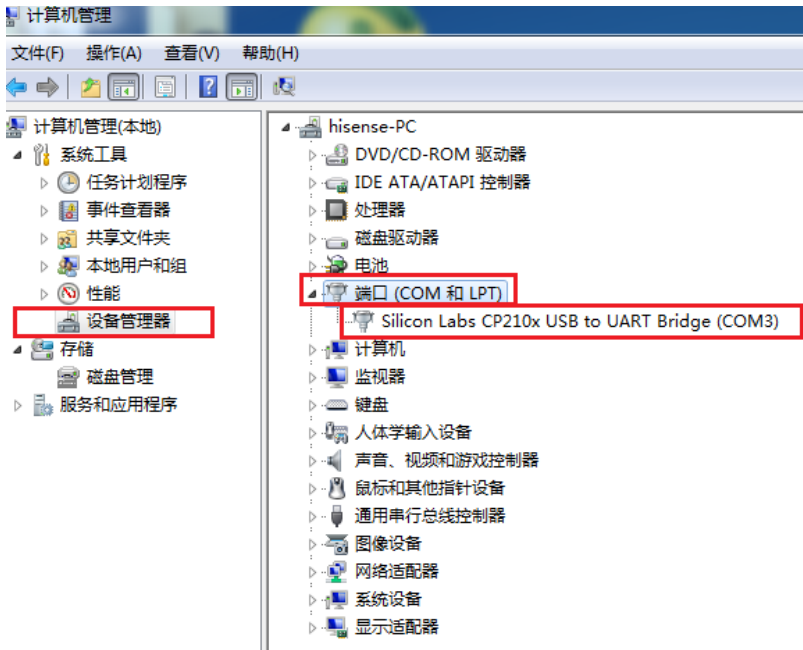 计算机管理
文件(F) 操作(A) 查看(V) 帮助(H)
计算机管理(本地)
系统工具
任务计划程序
事件查看器
共享文件夹
本地用户和组
性能
设备管理器
存储
磁盘管理
服务和应用程序
hisense-PC
DVD/CD-ROM 驱动器
IDE ATA/ATAPI 控制器
处理器
磁盘驱动器
电池
端口 (COM 和 LPT)
Silicon Labs CP210x USB to UART Bridge (COM3)
计算机
监视器
键盘
人体学输入设备
声音、视频和游戏控制器
鼠标和其他指针设备
通用串行总线控制器
图像设备
网络适配器
系统设备
显示适配器